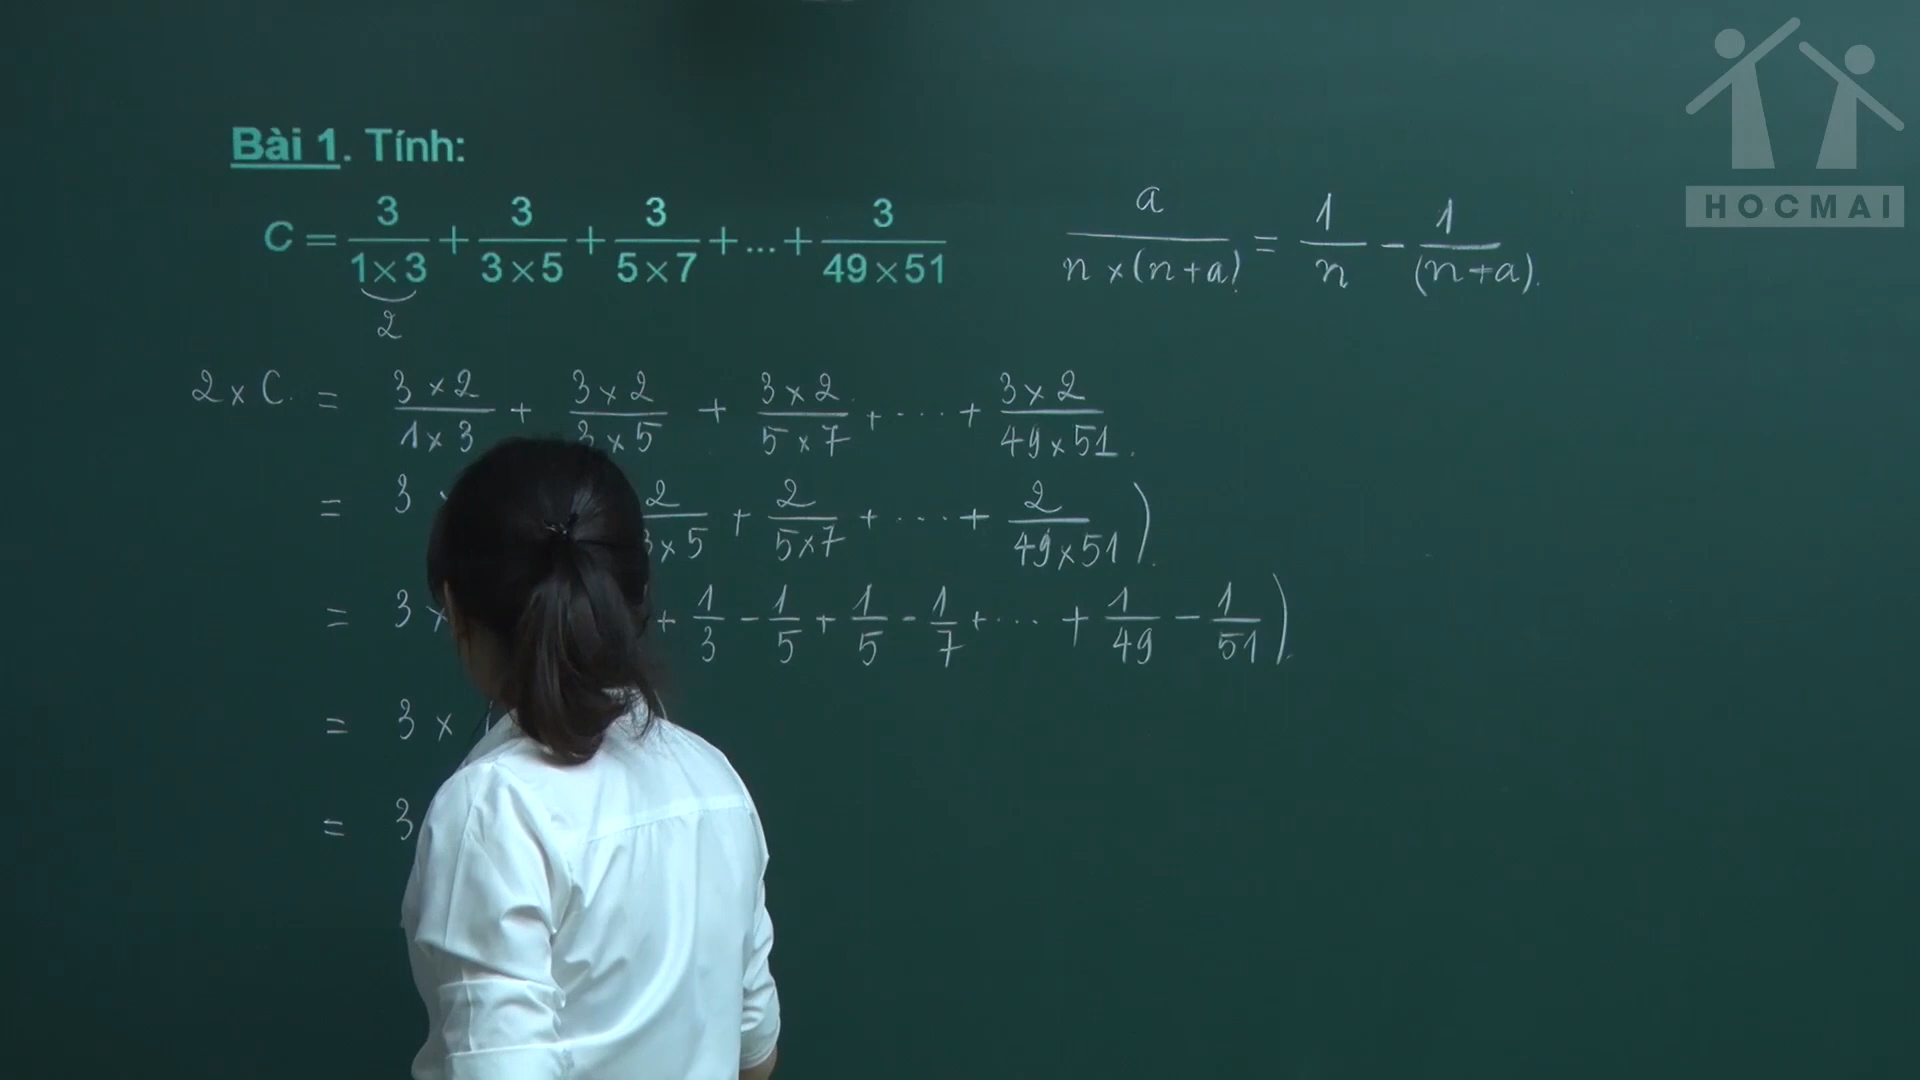 HOCMAI
Bài 1. Tính:
C = 3/(1×3) + 3/(3×5) + 3/(5×7) + ... + 3/(49×51)
2
a/(n×(n+a)) = 1/n - 1/(n+a).
2 × C = (3×2)/(1×3) + (3×2)/(3×5) + (3×2)/(5×7) + .... + (3×2)/(49×51).
= 3 2/(3×5) + 2/(5×7) + .... + 2/(49×51)).
= 3 × + 1/3 - 1/5 + 1/5 - 1/7 + .... + 1/49 - 1/51).
= 3 ×
= 3